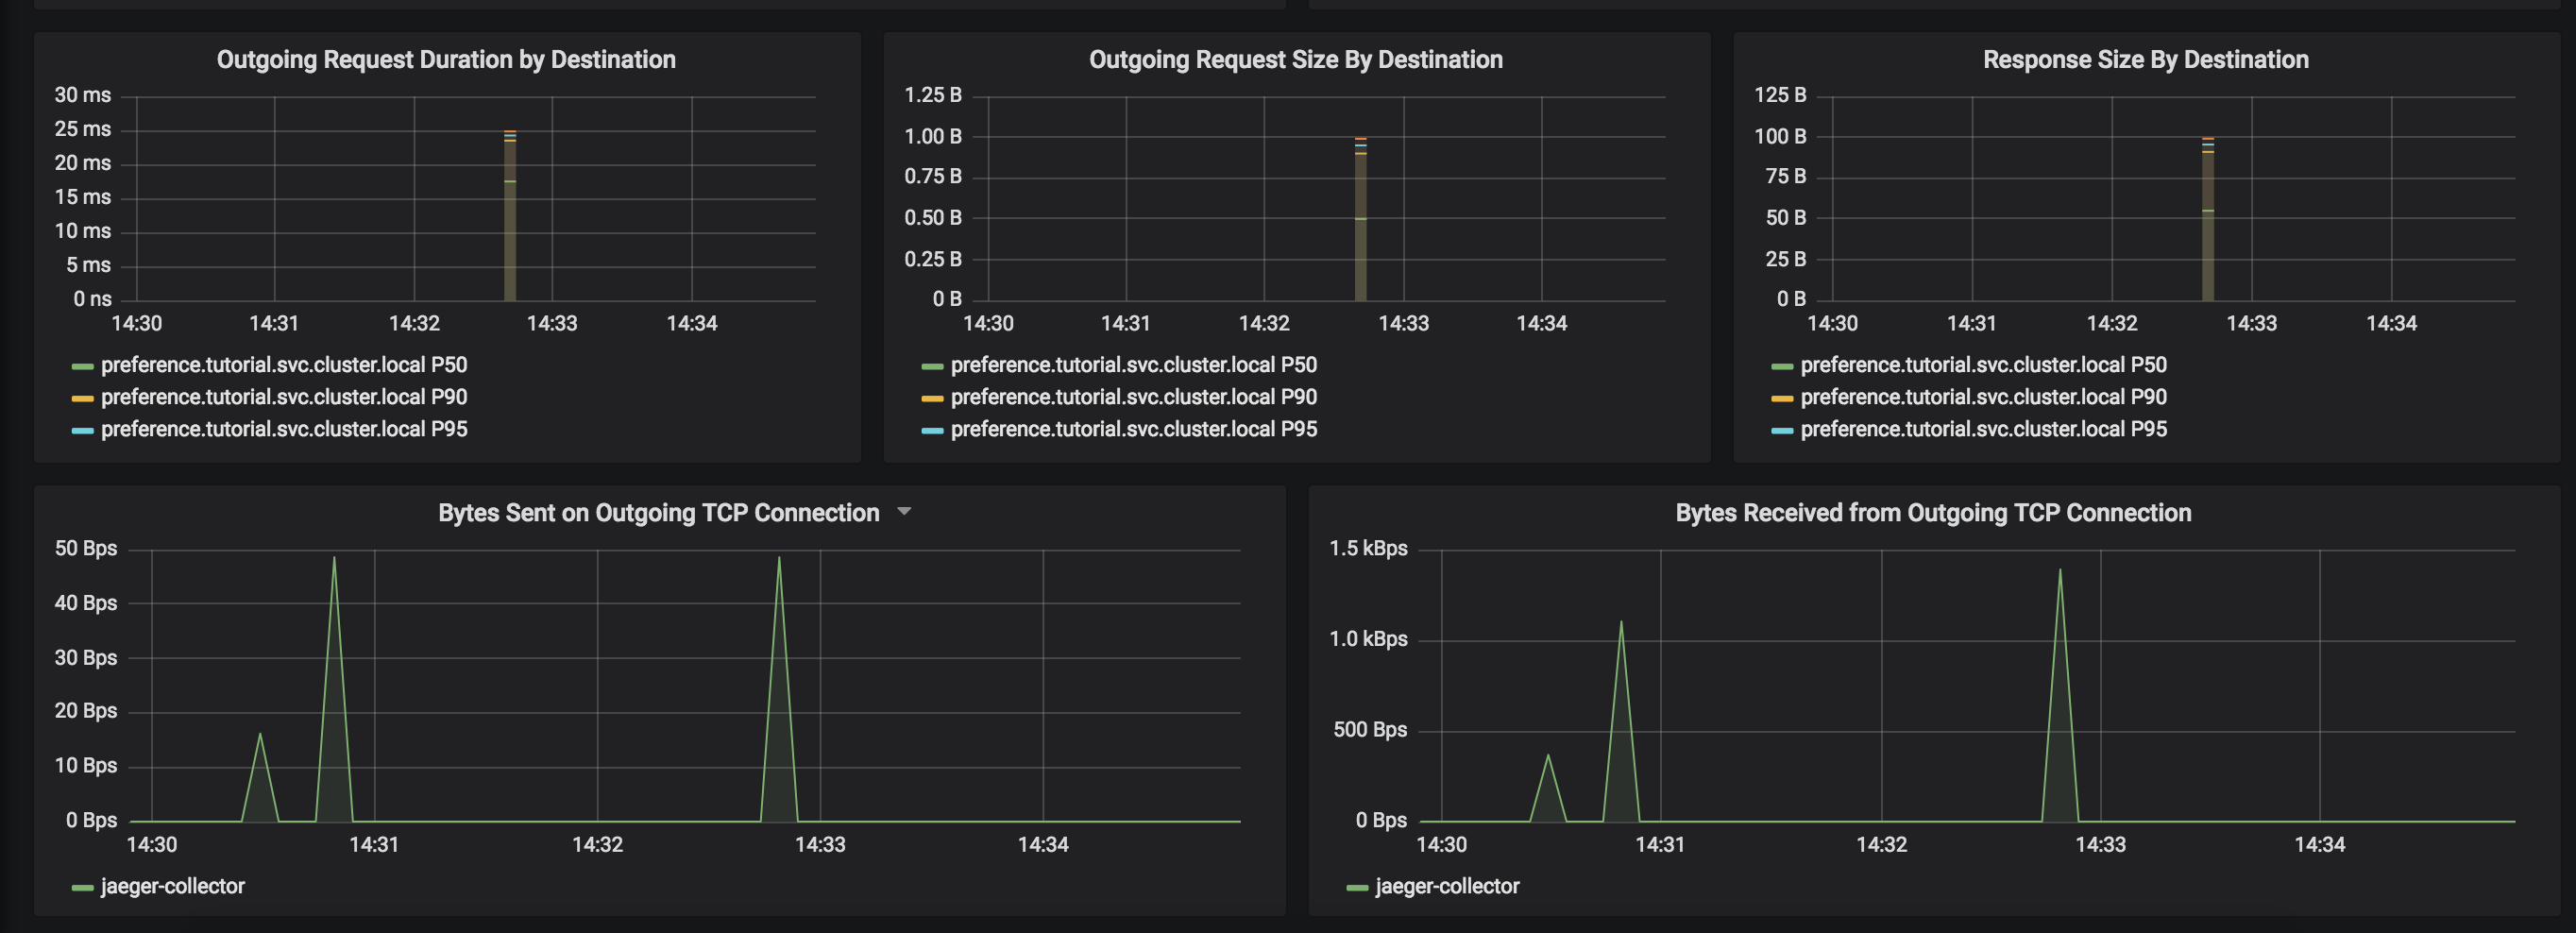 Outgoing Request Duration by Destination
30 ms
25 ms
20 ms
15 ms
10 ms
5 ms
0 ns
14:30 14:31 14:32 14:33 14:34
preference.tutorial.svc.cluster.local P50
preference.tutorial.svc.cluster.local P90
preference.tutorial.svc.cluster.local P95
Outgoing Request Size By Destination
1.25 B
1.00 B
0.75 B
0.50 B
0.25 B
0 B
14:30 14:31 14:32 14:33 14:34
preference.tutorial.svc.cluster.local P50
preference.tutorial.svc.cluster.local P90
preference.tutorial.svc.cluster.local P95
Response Size By Destination
125 B
100 B
75 B
50 B
25 B
0 B
14:30 14:31 14:32 14:33 14:34
preference.tutorial.svc.cluster.local P50
preference.tutorial.svc.cluster.local P90
preference.tutorial.svc.cluster.local P95
Bytes Sent on Outgoing TCP Connection
50 Bps
40 Bps
30 Bps
20 Bps
10 Bps
0 Bps
14:30 14:31 14:32 14:33 14:34
jaeger-collector
Bytes Received from Outgoing TCP Connection
1.5 kBps
1.0 kBps
500 Bps
0 Bps
14:30 14:31 14:32 14:33 14:34
jaeger-collector